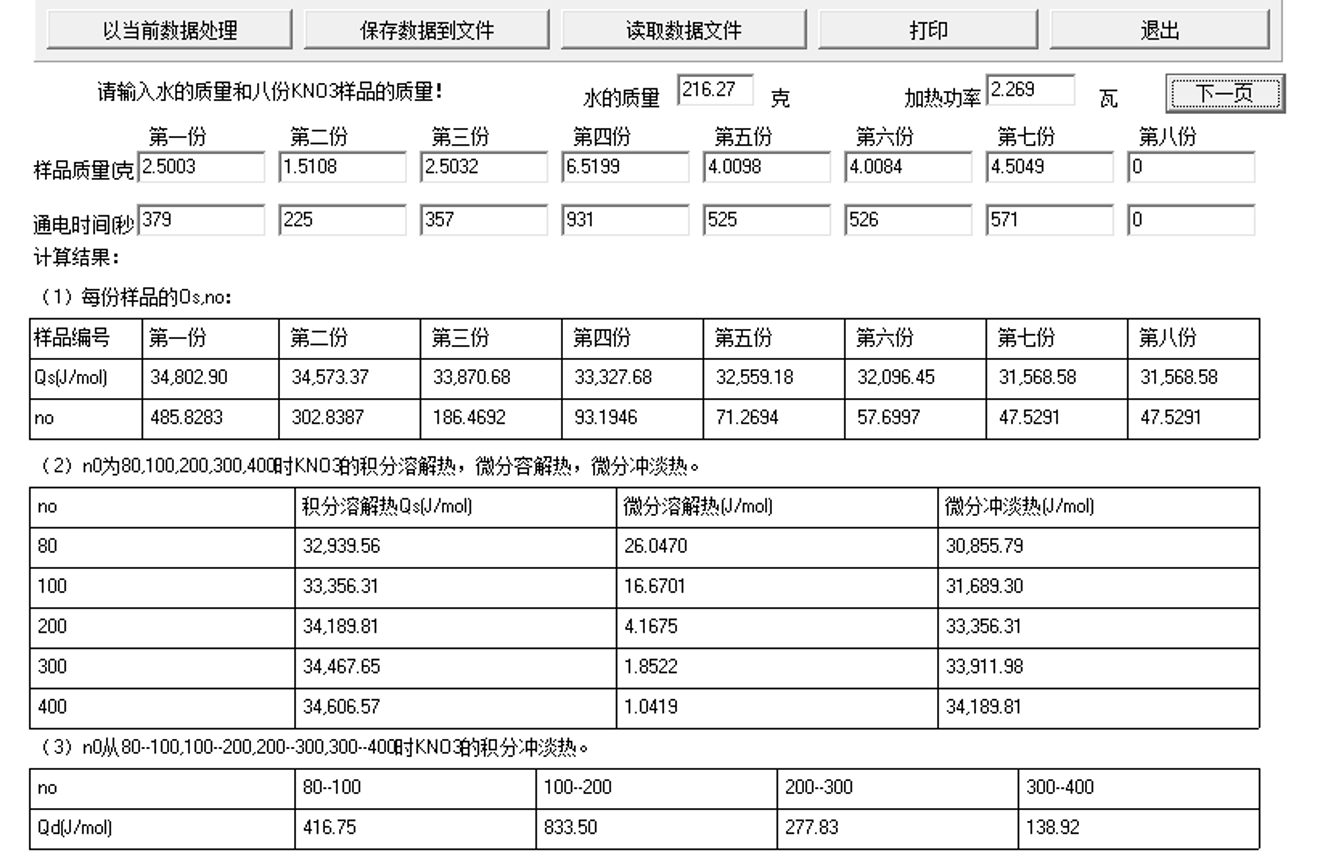 以当前数据处理 保存数据到文件 读取数据文件 打印 退出
请输入水的质量和八份KNO3样品的质量! 水的质量 216.27 克 加热功率 2.269 瓦 下一页
第一份 第二份 第三份 第四份 第五份 第六份 第七份 第八份
样品质量(克 2.5003 1.5108 2.5032 6.5199 4.0098 4.0084 4.5049 0
通电时间(秒 379 225 357 931 525 526 571 0
计算结果:
（1）每份样品的Os,no:
样品编号 第一份 第二份 第三份 第四份 第五份 第六份 第七份 第八份
Qs(J/mol) 34,802.90 34,573.37 33,870.68 33,327.68 32,559.18 32,096.45 31,568.58 31,568.58
no 485.8283 302.8387 186.4692 93.1946 71.2694 57.6997 47.5291 47.5291
（2）n0为80,100,200,300,400时KNO3的积分溶解热，微分容解热，微分冲淡热。
no 积分溶解热Qs(J/mol) 微分溶解热(J/mol) 微分冲淡热(J/mol)
80 32,939.56 26.0470 30,855.79
100 33,356.31 16.6701 31,689.30
200 34,189.81 4.1675 33,356.31
300 34,467.65 1.8522 33,911.98
400 34,606.57 1.0419 34,189.81
（3）n0从80--100,100--200,200--300,300--400时KNO3的积分冲淡热。
no 80--100 100--200 200--300 300--400
Qd(J/mol) 416.75 833.50 277.83 138.92